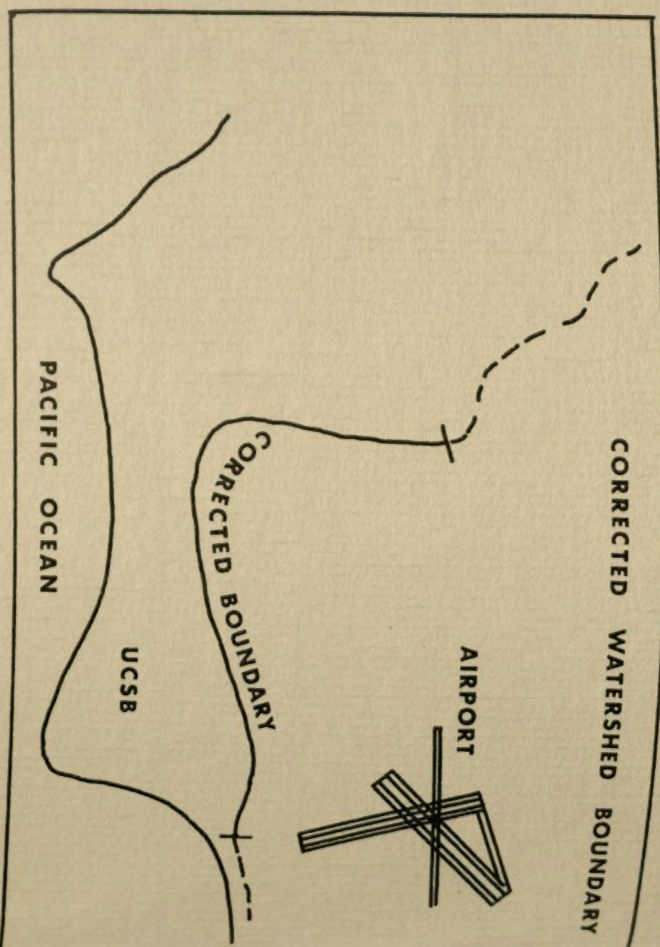 CORRECTED WATERSHED BOUNDARY
AIRPORT
CORRECTED BOUNDARY
UCSB
PACIFIC OCEAN